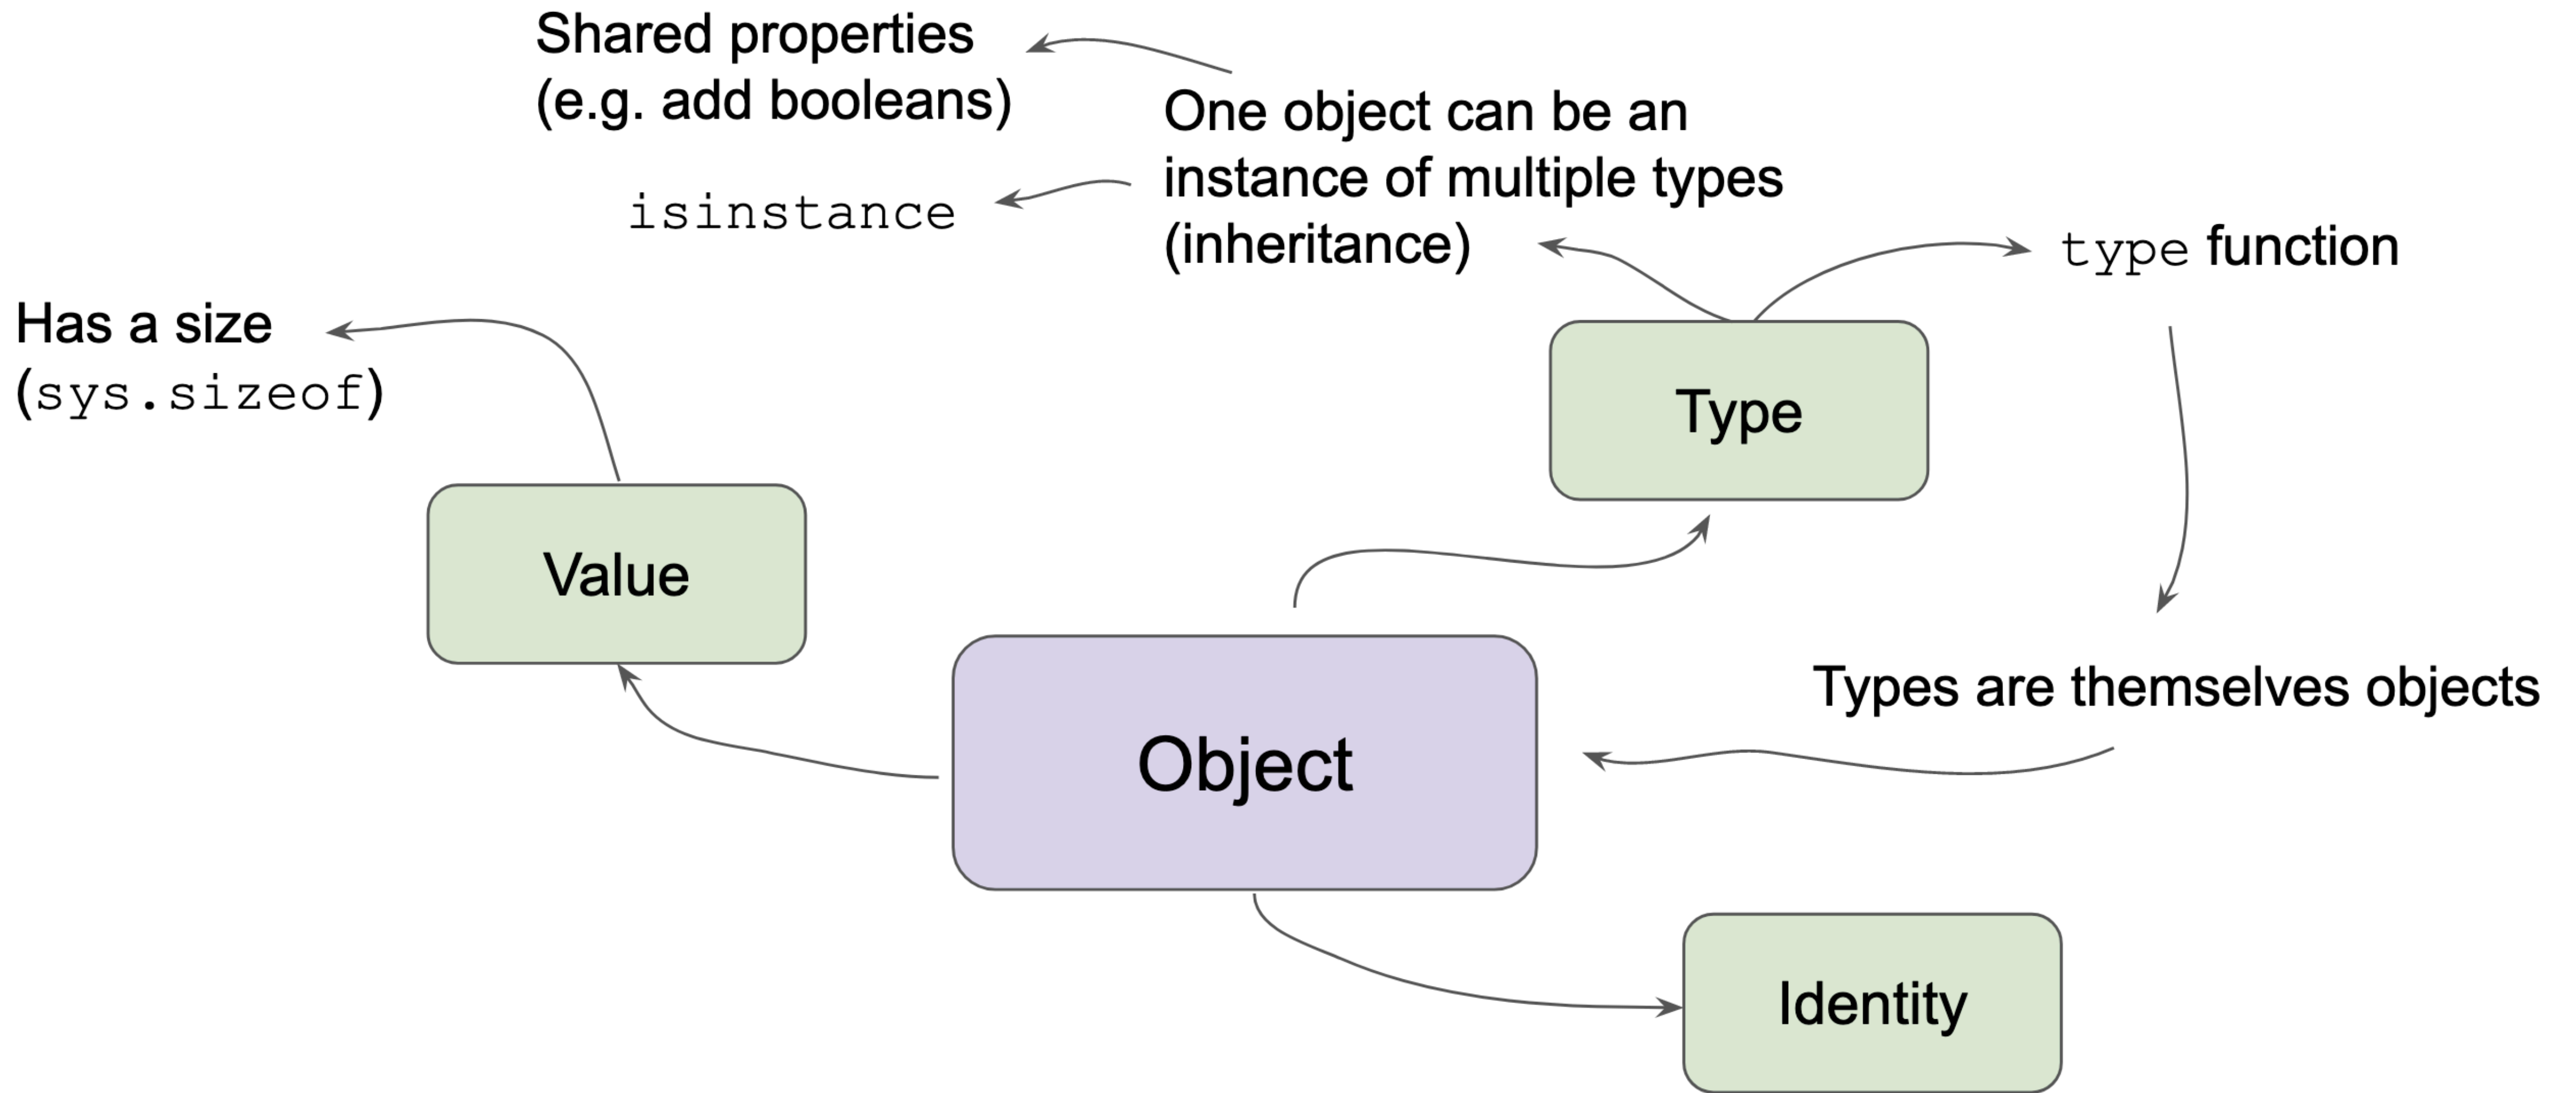 Shared properties
(e.g. add booleans)
One object can be an
instance of multiple types
(inheritance)
isinstance
type function
Has a size
(sys.sizeof)
Type
Value
Types are themselves objects
Object
Identity